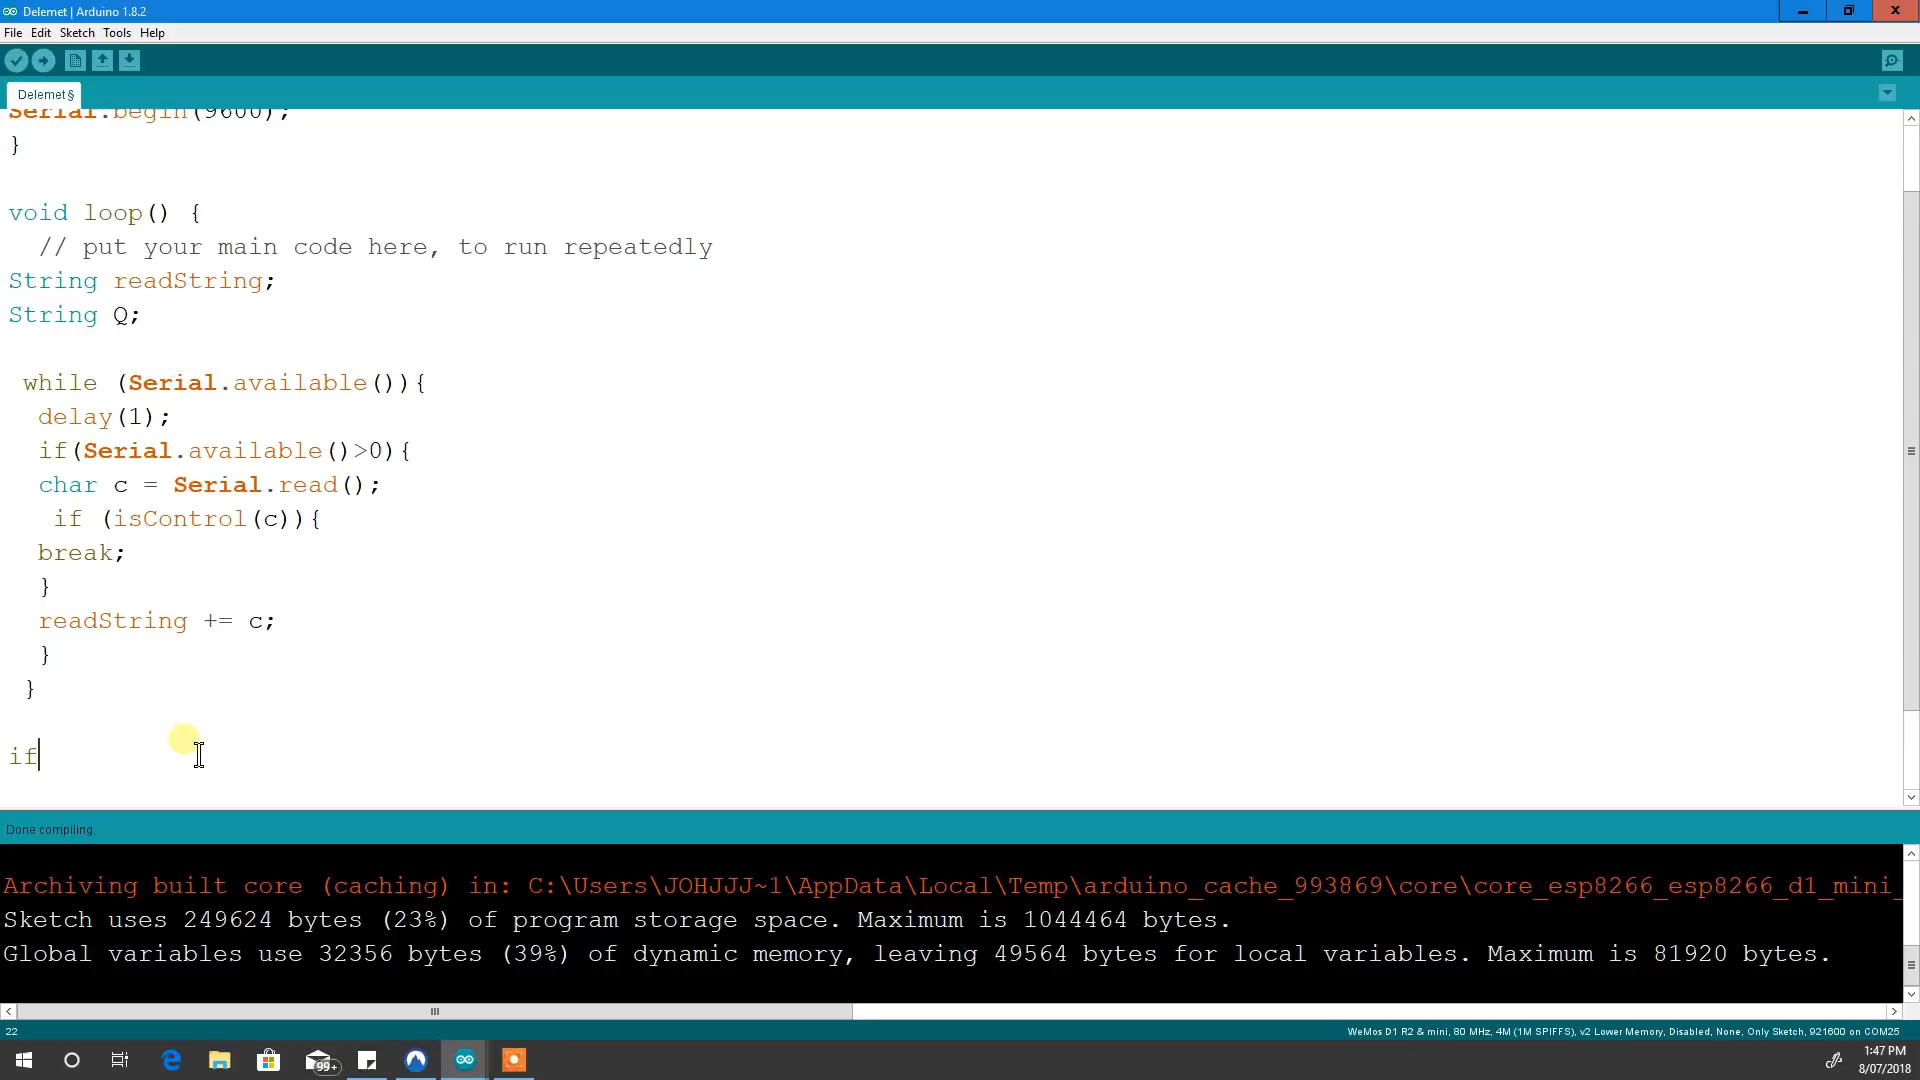 Delemet | Arduino 1.8.2
File Edit Sketch Tools Help
Delemet§
Serial.begin(9600);
}
void loop() {
// put your main code here, to run repeatedly
String readString;
String Q;
while (Serial.available()){
delay(1);
if(Serial.available()>0){
char c = Serial.read();
if (isControl(c)){
break;
}
readString += c;
}
}
if
Done compiling.
Archiving built core (caching) in: C:\Users\JOHJJJ~1\AppData\Local\Temp\arduino_cache_993869\core\core_esp8266_esp8266_d1_mini_
Sketch uses 249624 bytes (23%) of program storage space. Maximum is 1044464 bytes.
Global variables use 32356 bytes (39%) of dynamic memory, leaving 49564 bytes for local variables. Maximum is 81920 bytes.
22
WeMos D1 R2 & mini, 80 MHz, 4M (1M SPIFFS), v2 Lower Memory, Disabled, None, Only Sketch, 921600 on COM25
99+
1:47 PM
8/07/2018